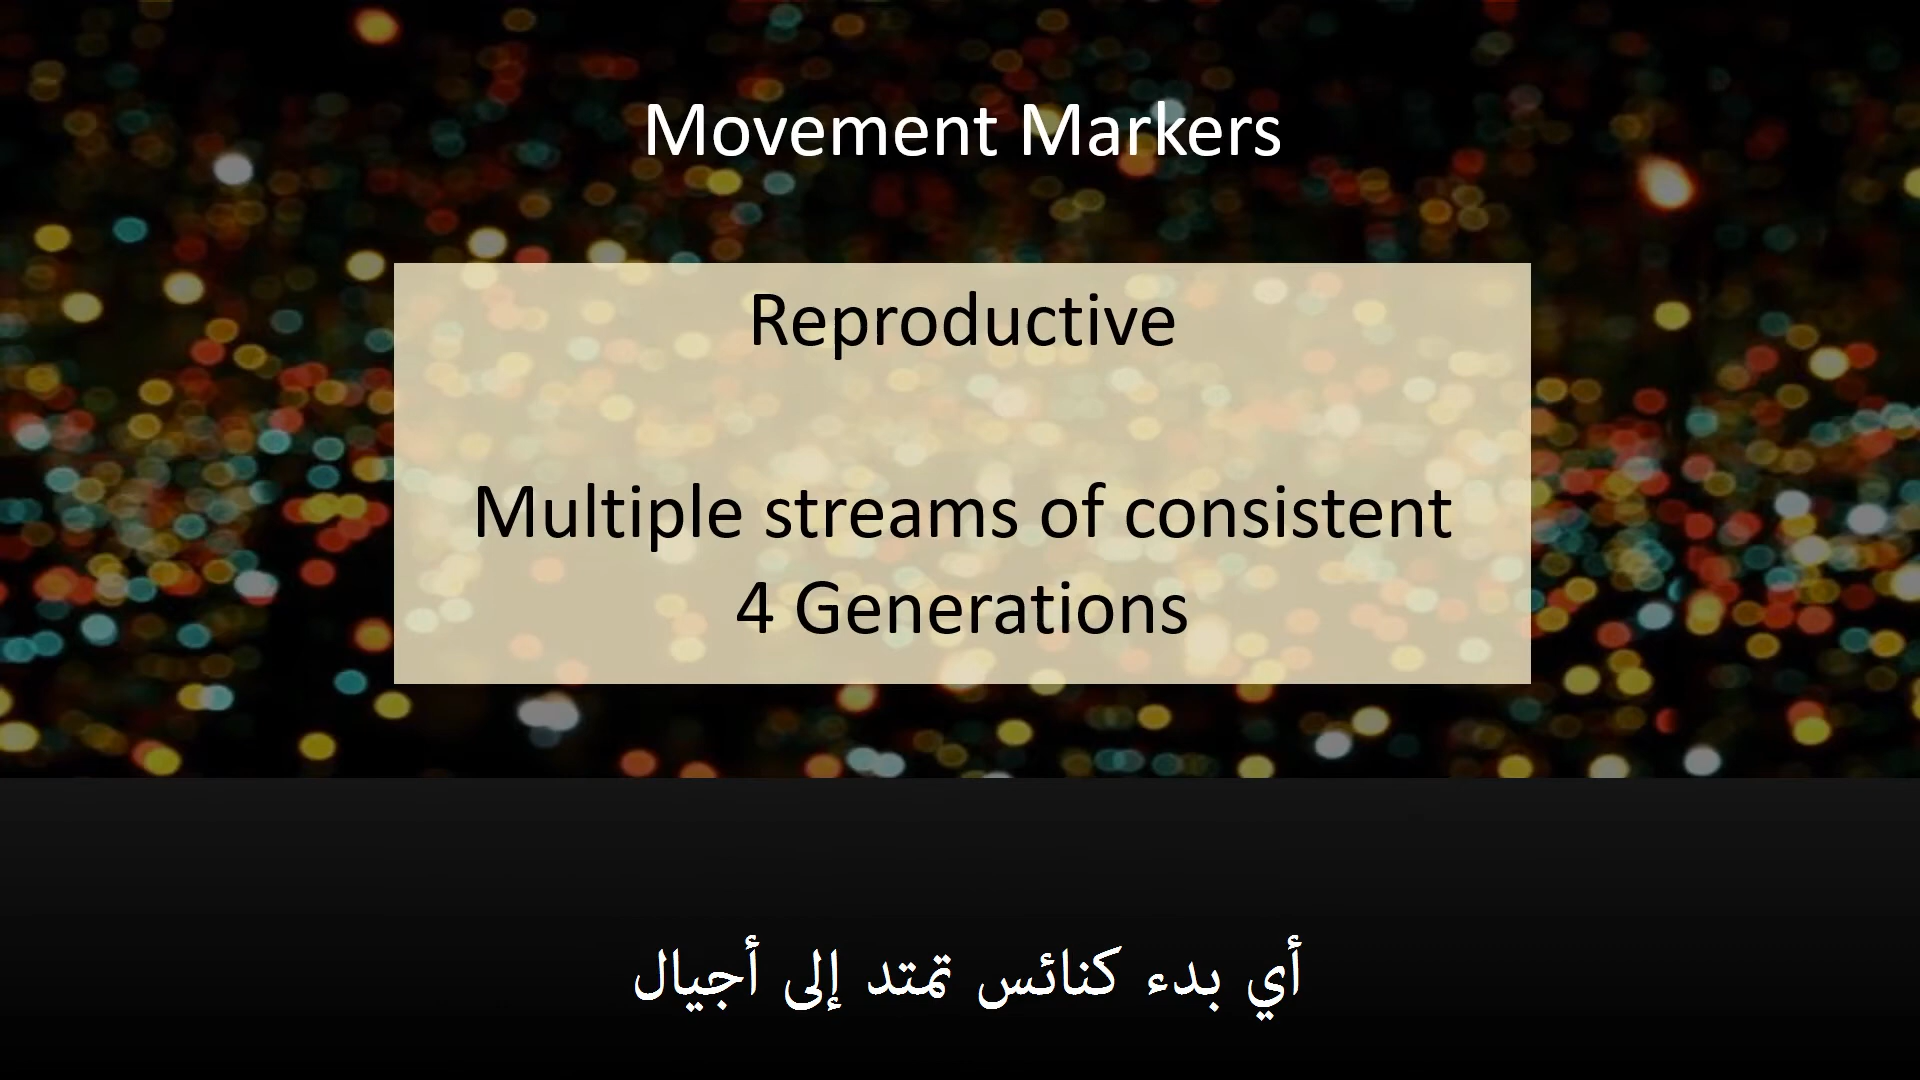 Movement Markers
Reproductive
Multiple streams of consistent
4 Generations
أي بدء كنائس تمتد إلى أجيال